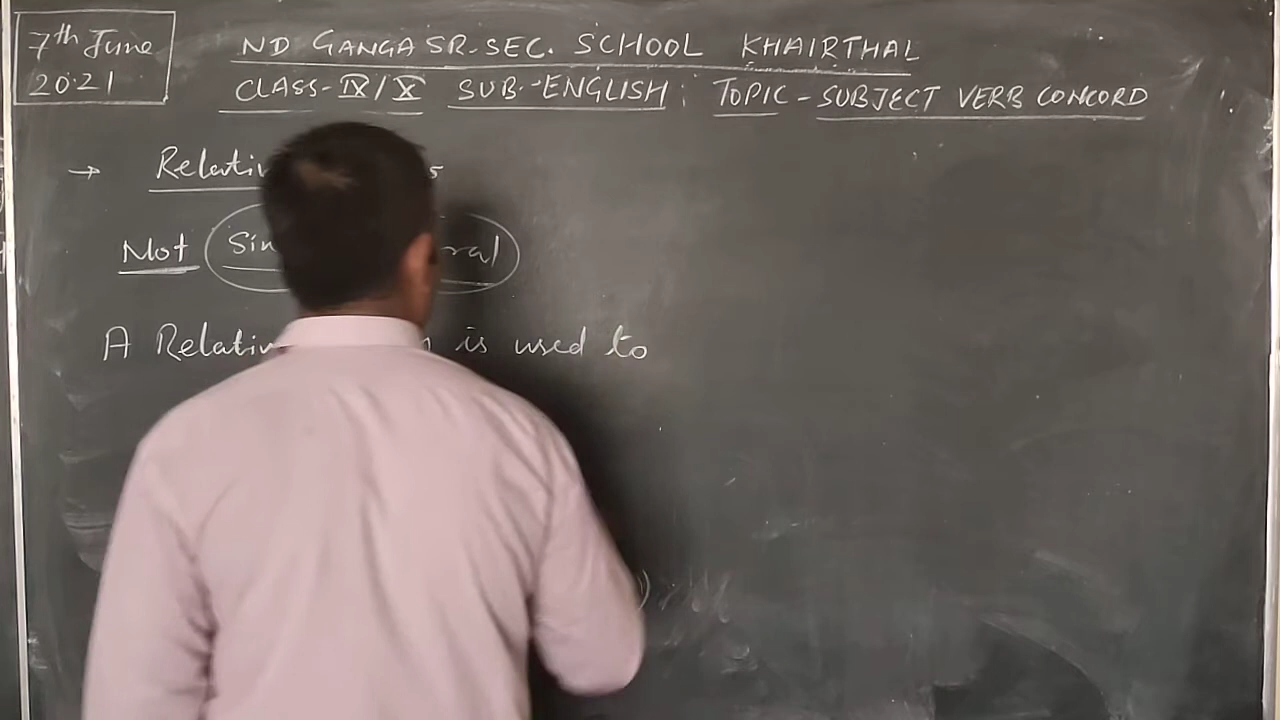 7th June
2021
ND GANGA SR-SEC. SCHOOL KHAIRTHAL
CLASS-IX/X SUB.-ENGLISH: TOPIC-SUBJECT VERB CONCORD
→
Not
A is used to